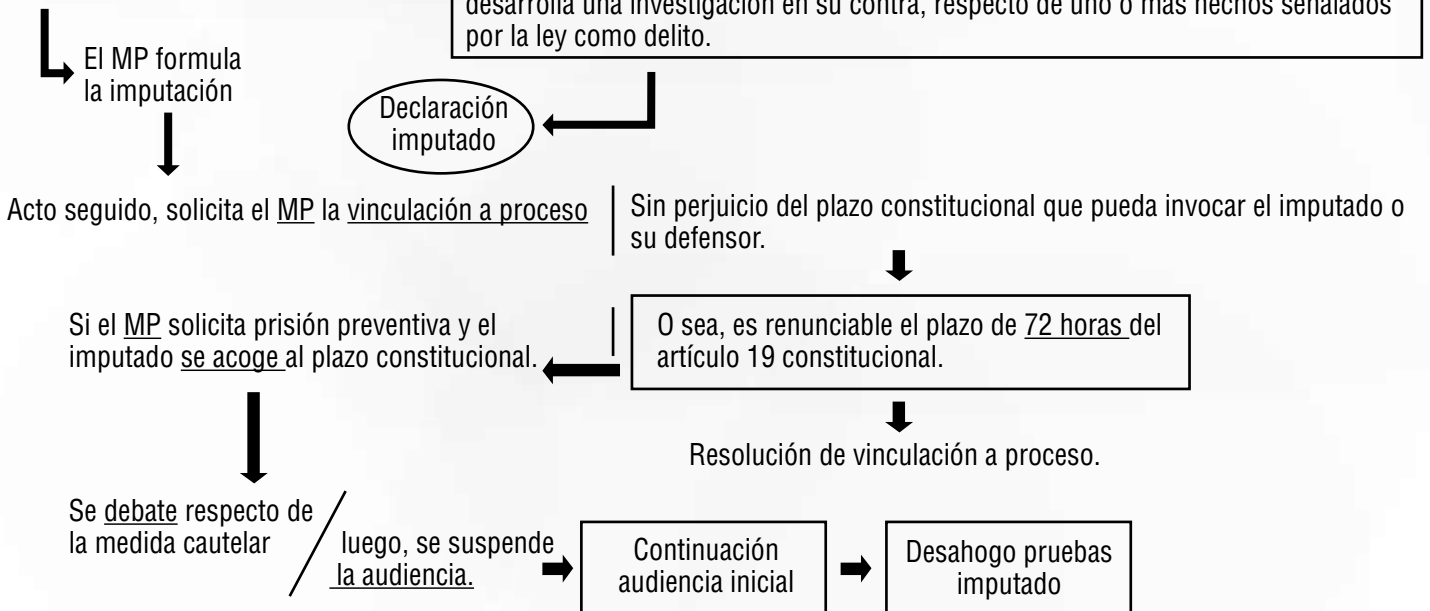 desarrolla una investigación en su contra, respecto de uno o más hechos señalados
por la ley como delito.
El MP formula
la imputación
Declaración
imputado
Acto seguido, solicita el MP la vinculación a proceso
Sin perjuicio del plazo constitucional que pueda invocar el imputado o
su defensor.
Si el MP solicita prisión preventiva y el
imputado se acoge al plazo constitucional.
O sea, es renunciable el plazo de 72 horas del
artículo 19 constitucional.
Resolución de vinculación a proceso.
Se debate respecto de
la medida cautelar
luego, se suspende
la audiencia.
Continuación
audiencia inicial
Desahogo pruebas
imputado